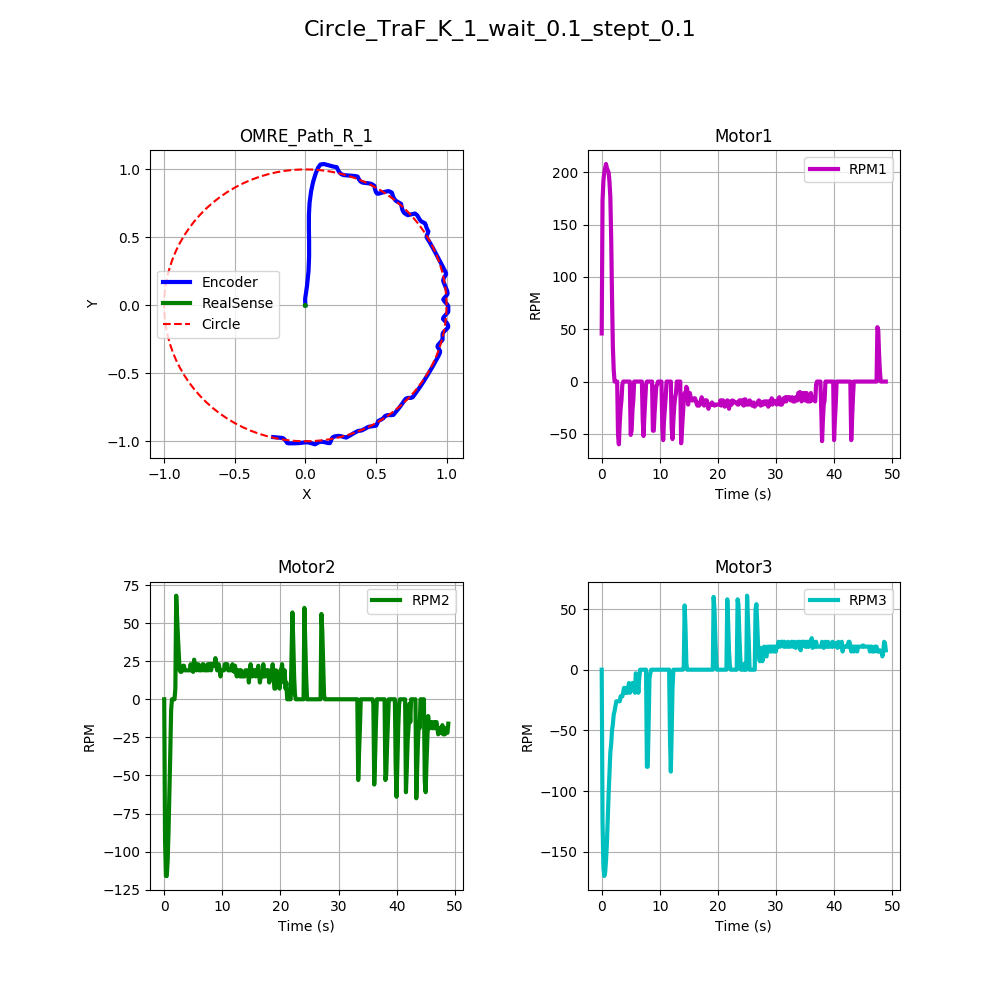 Circle_TraF_K_1_wait_0.1_stept_0.1
OMRE_Path_R_1
1.0
0.5
0.0
−0.5
−1.0
Y
Encoder
RealSense
Circle
−1.0 −0.5 0.0 0.5 1.0
X
Motor1
200
150
100
50
0
−50
RPM
RPM1
0 10 20 30 40 50
Time (s)
Motor2
75
50
25
0
−25
−50
−75
−100
−125
RPM
RPM2
0 10 20 30 40 50
Time (s)
Motor3
50
0
−50
−100
−150
RPM
RPM3
0 10 20 30 40 50
Time (s)